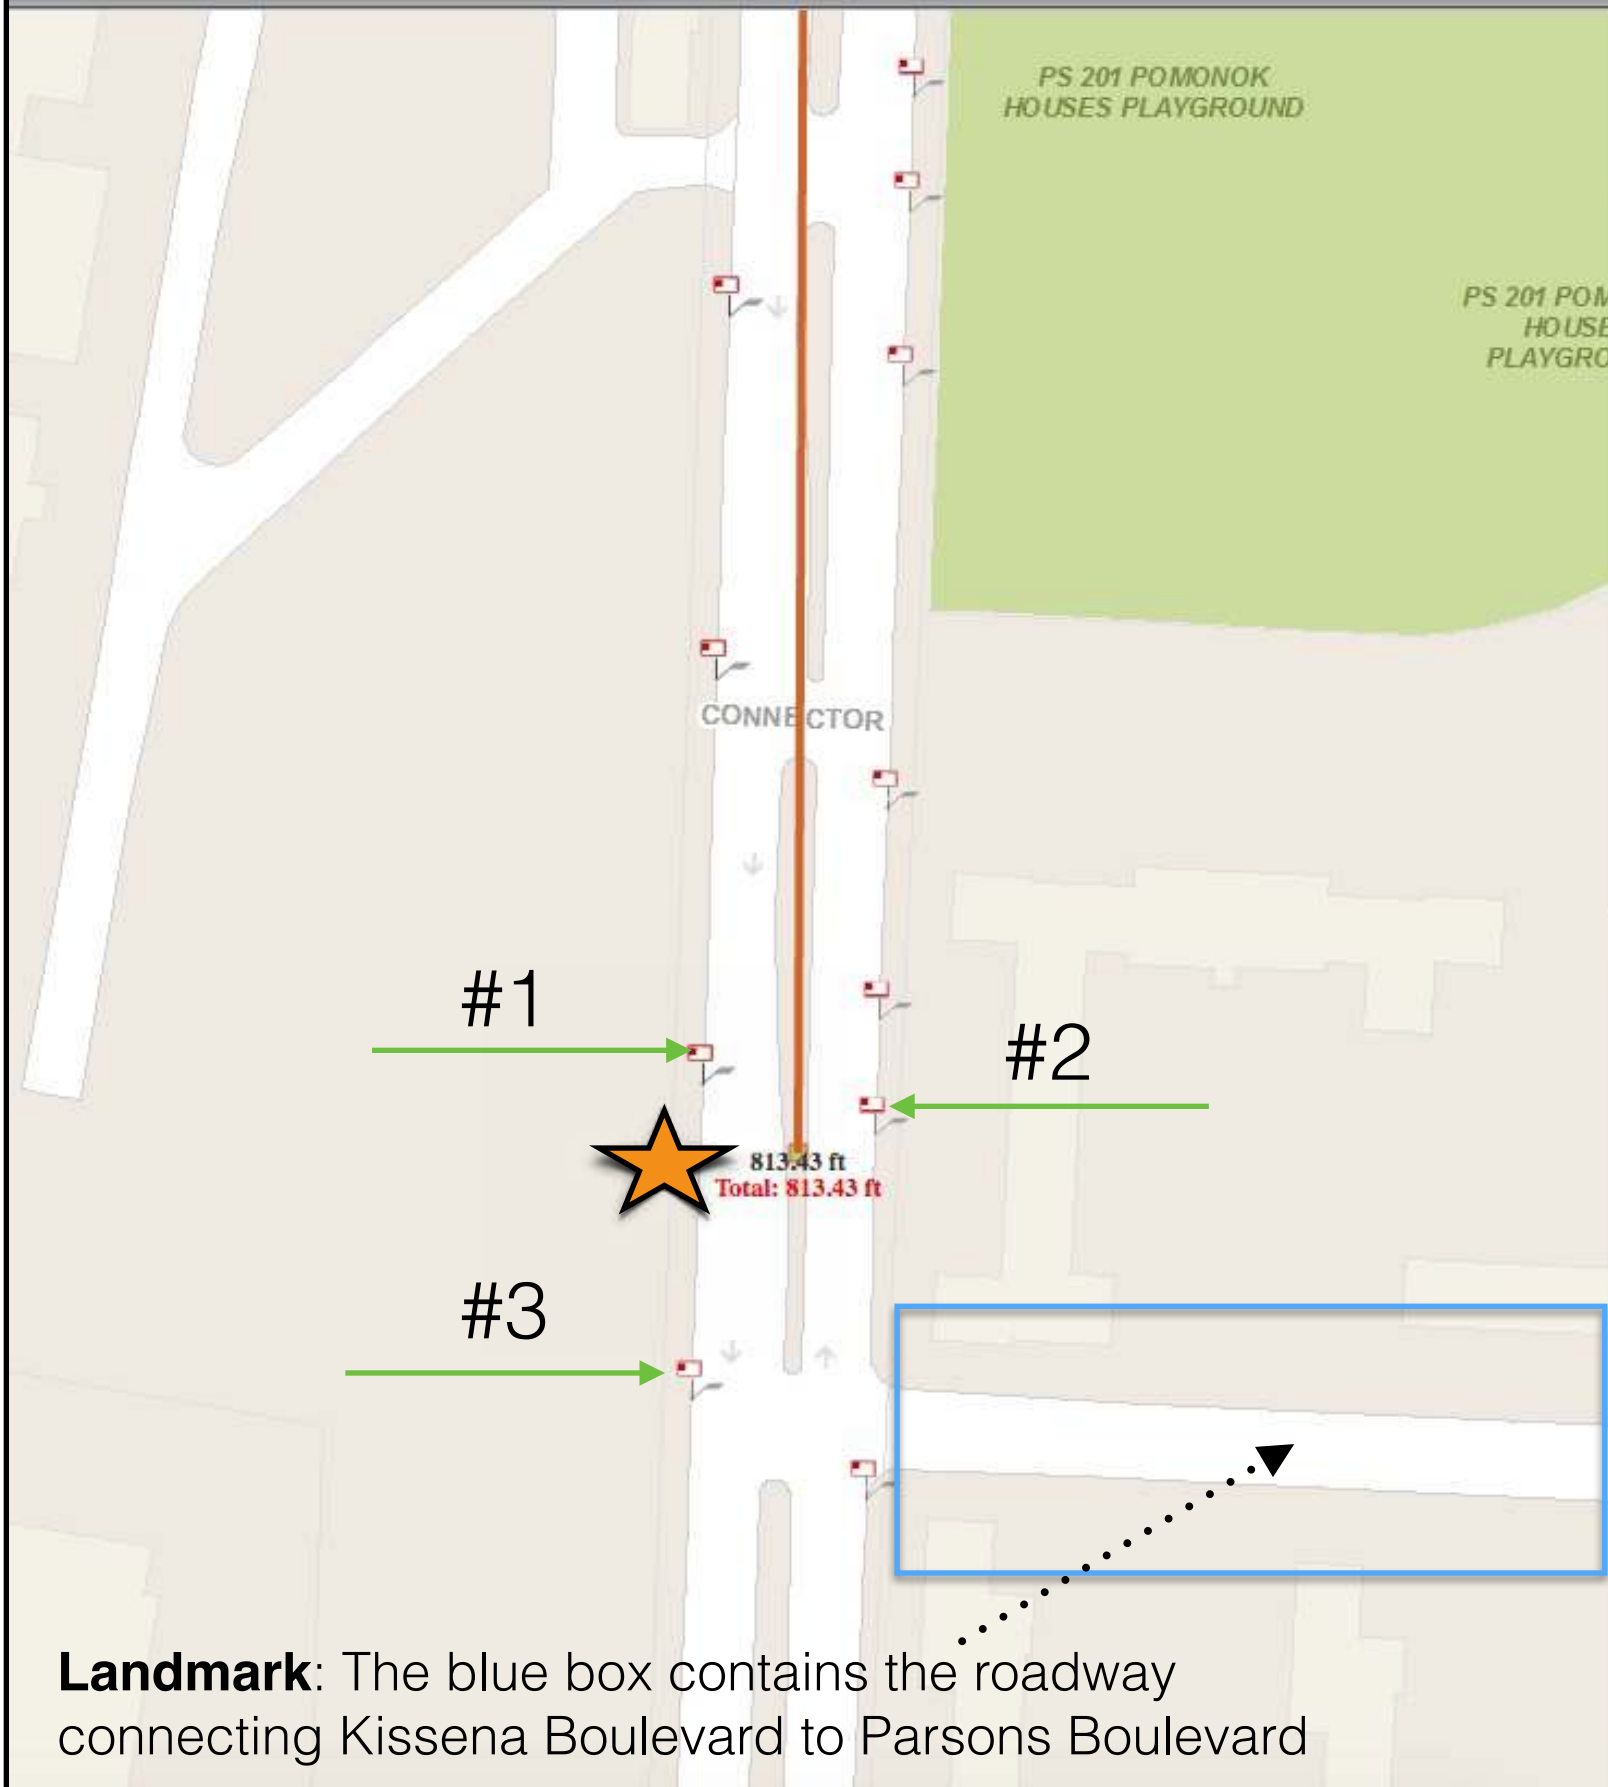 PS 201 POMONOK
HOUSES PLAYGROUND
PS 201 POM
HOUSE
PLAYGRO
CONNECTOR
#1
#2
813.43 ft
Total: 813.43 ft
#3
Landmark: The blue box contains the roadway
connecting Kissena Boulevard to Parsons Boulevard